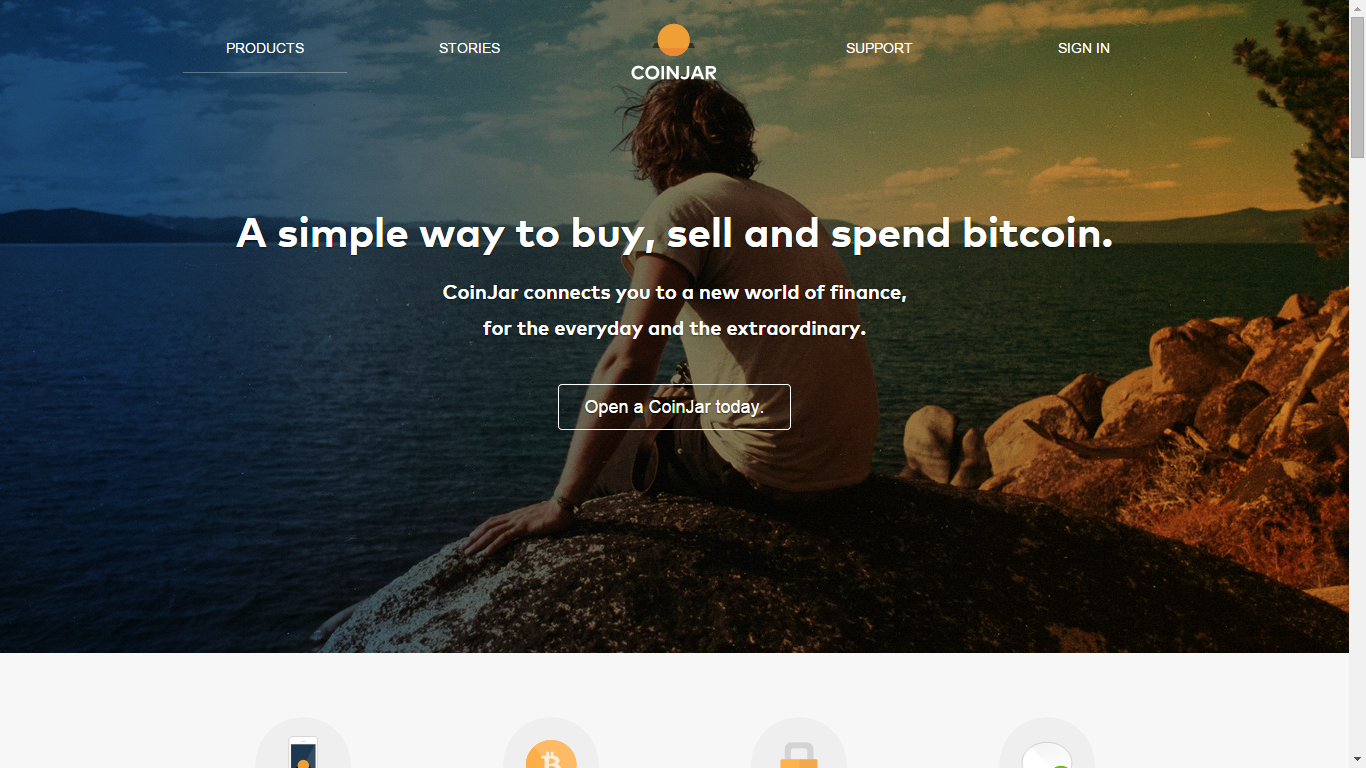 PRODUCTS
STORIES
COINJAR
SUPPORT
SIGN IN
A simple way to buy, sell and spend bitcoin.
CoinJar connects you to a new world of finance,
for the everyday and the extraordinary.
Open a CoinJar today.